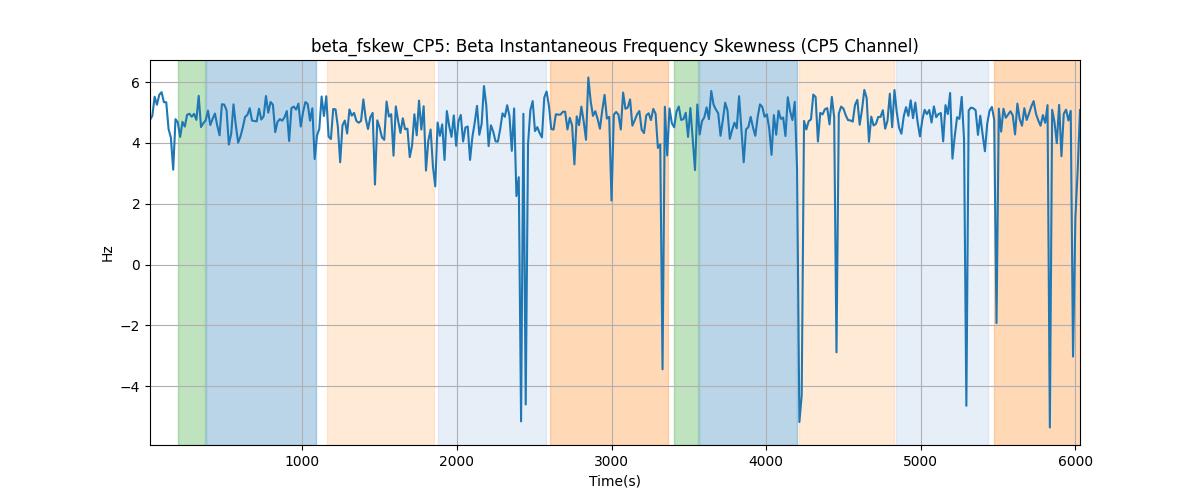 beta_fskew_CP5: Beta Instantaneous Frequency Skewness (CP5 Channel)
6
4
2
0
−2
−4
Hz
1000 2000 3000 4000 5000 6000
Time(s)